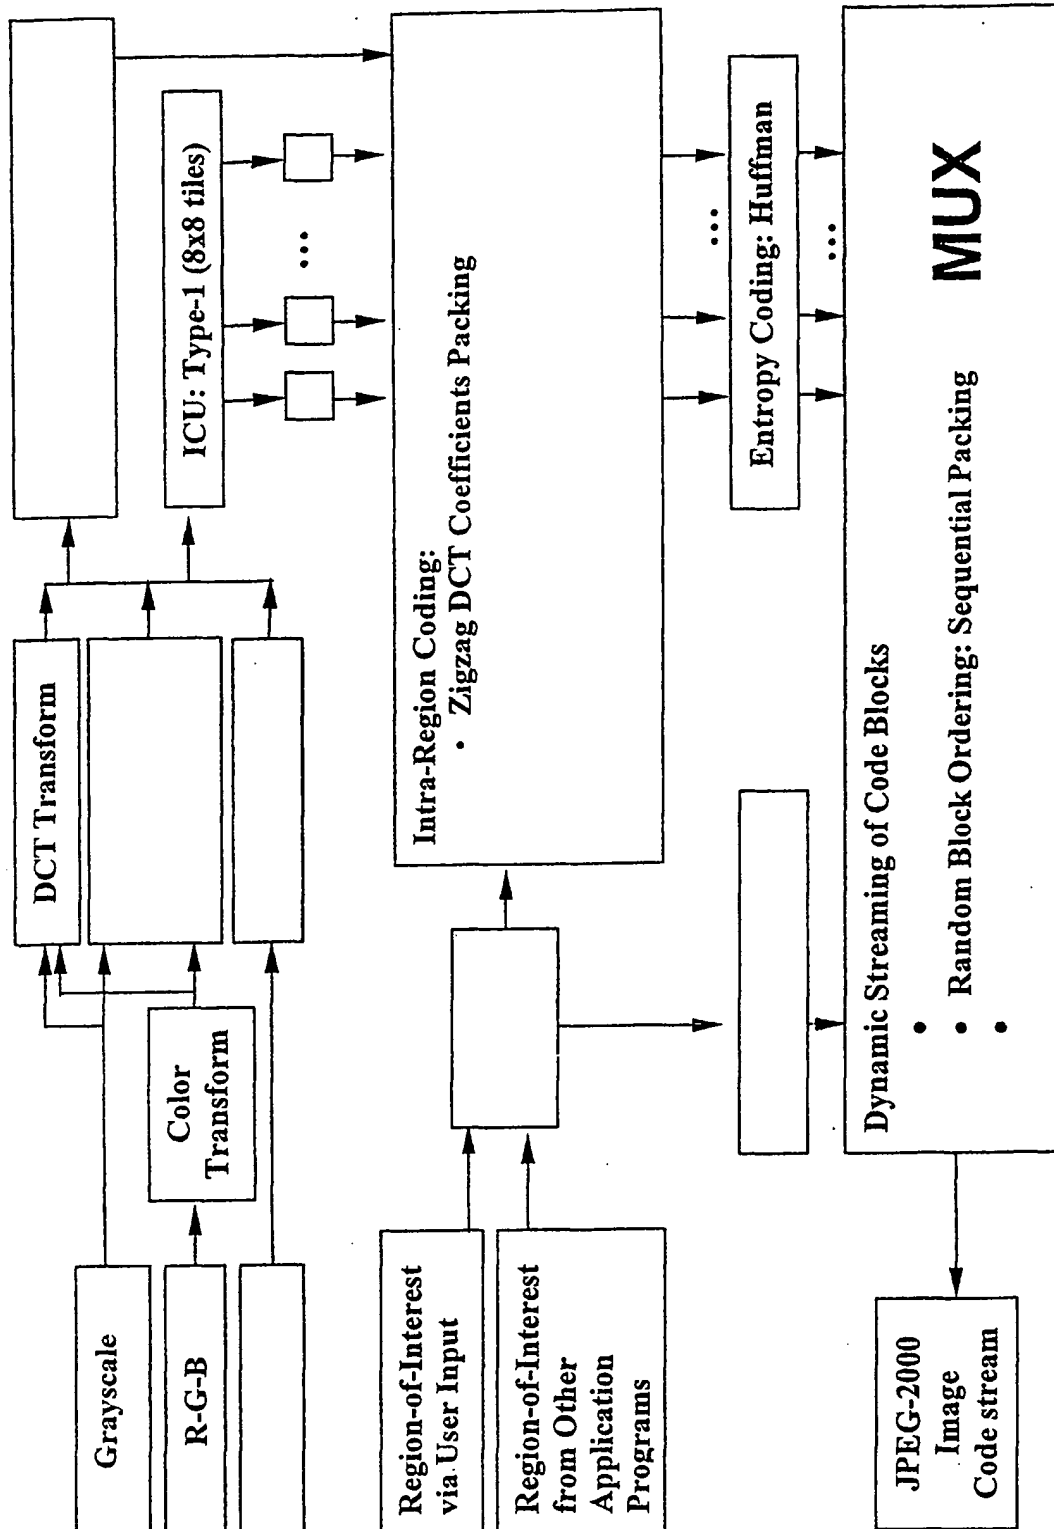 Grayscale
R-G-B
Color
Transform
DCT Transform
ICU: Type-1 (8x8 tiles)
...
Region-of-Interest
via User Input
Region-of-Interest
from Other
Application
Programs
Intra-Region Coding:
• Zigzag DCT Coefficients Packing
...
Entropy Coding: Huffman
...
Dynamic Streaming of Code Blocks
•
• Random Block Ordering: Sequential Packing
•
MUX
JPEG-2000
Image
Code stream